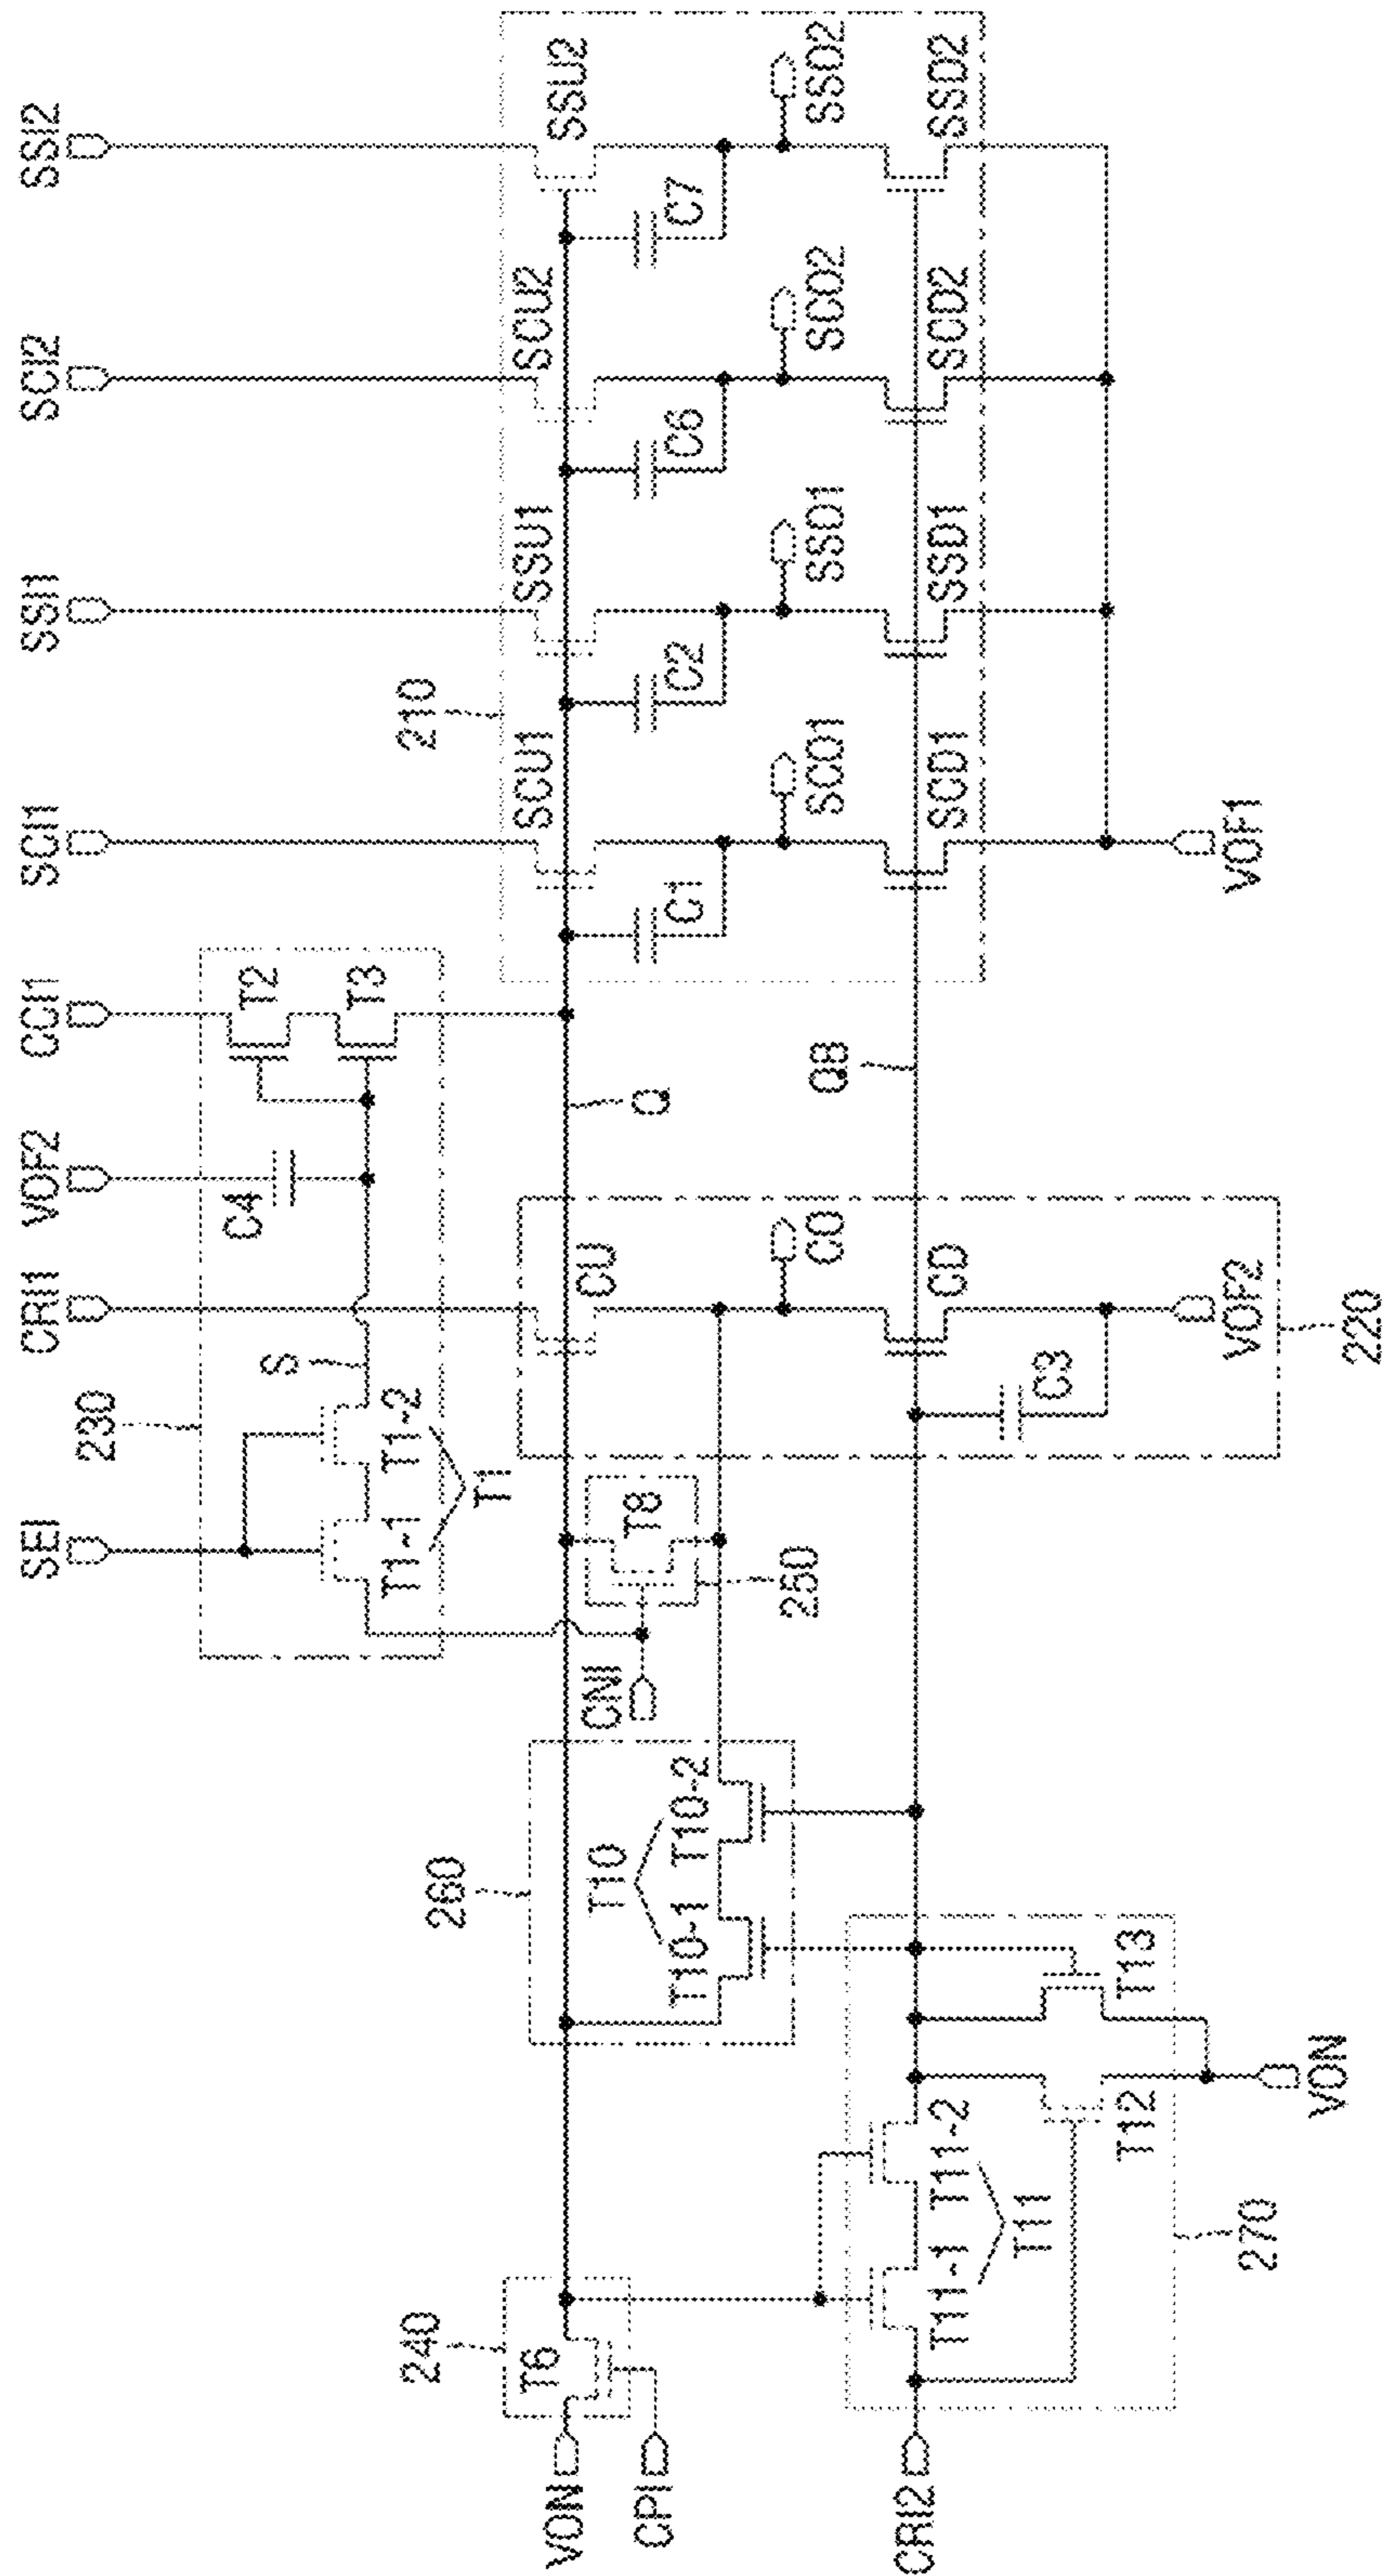 SEI
CRI1
VOF2
CCI1
SCI1
SSI1
SCI2
SSI2
230
T1-1
T1-2
T1
S
C4
T2
T3
210
SCU1
SSU1
SCU2
SSU2
C1
C2
C6
C7
SCO1
SSO1
SCO2
SSO2
SCD1
SSD1
SCD2
SSD2
VOF1
Q
QB
CU
CO
CD
C3
VOF2
220
CNI
T8
250
260
T10
T10-1
T10-2
240
T6
VON
CPI
CRI2
T11-1
T11-2
T11
T12
T13
270
VON